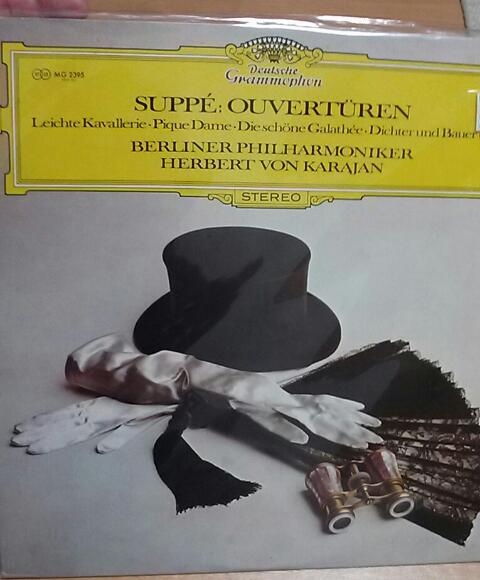 MG 2395
Deutsche
Grammophon
SUPPÉ: OUVERTÜREN
Leichte Kavallerie · Pique Dame · Die schöne Galathée · Dichter und Bauer
BERLINER PHILHARMONIKER
HERBERT VON KARAJAN
STEREO